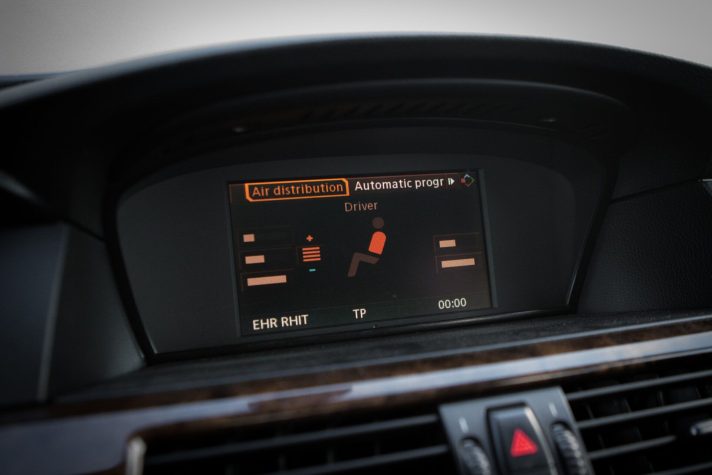 Air distribution Automatic progr
Driver
EHR RHIT TP 00:00